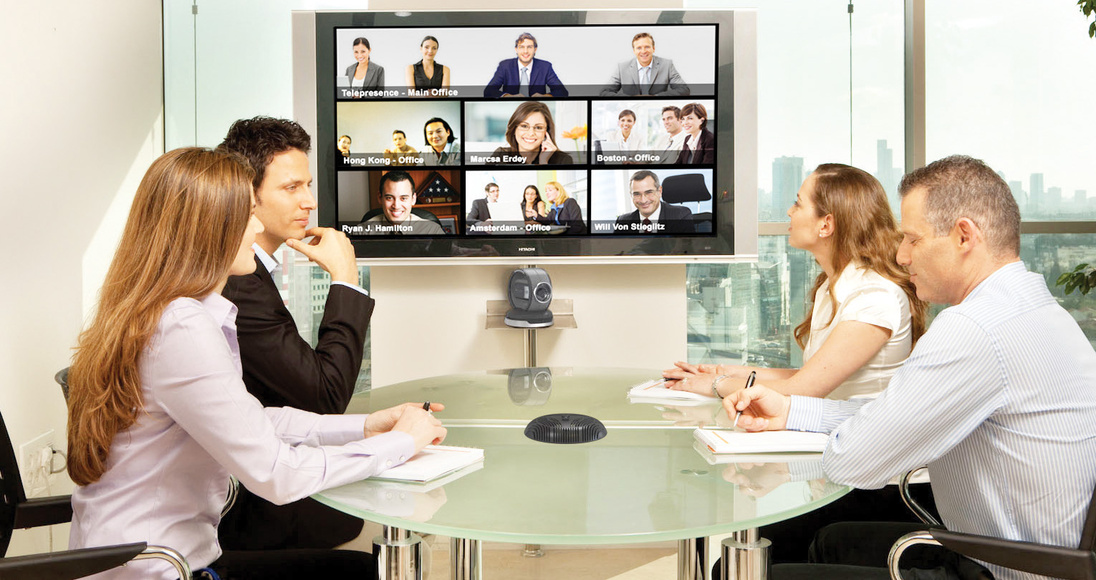 Telepresence - Main Office
Hong Kong - Office
Marcsa Erdey
Boston - Office
Ryan J. Hamilton
Amsterdam - Office
Will Von Stieglitz
HITACHI